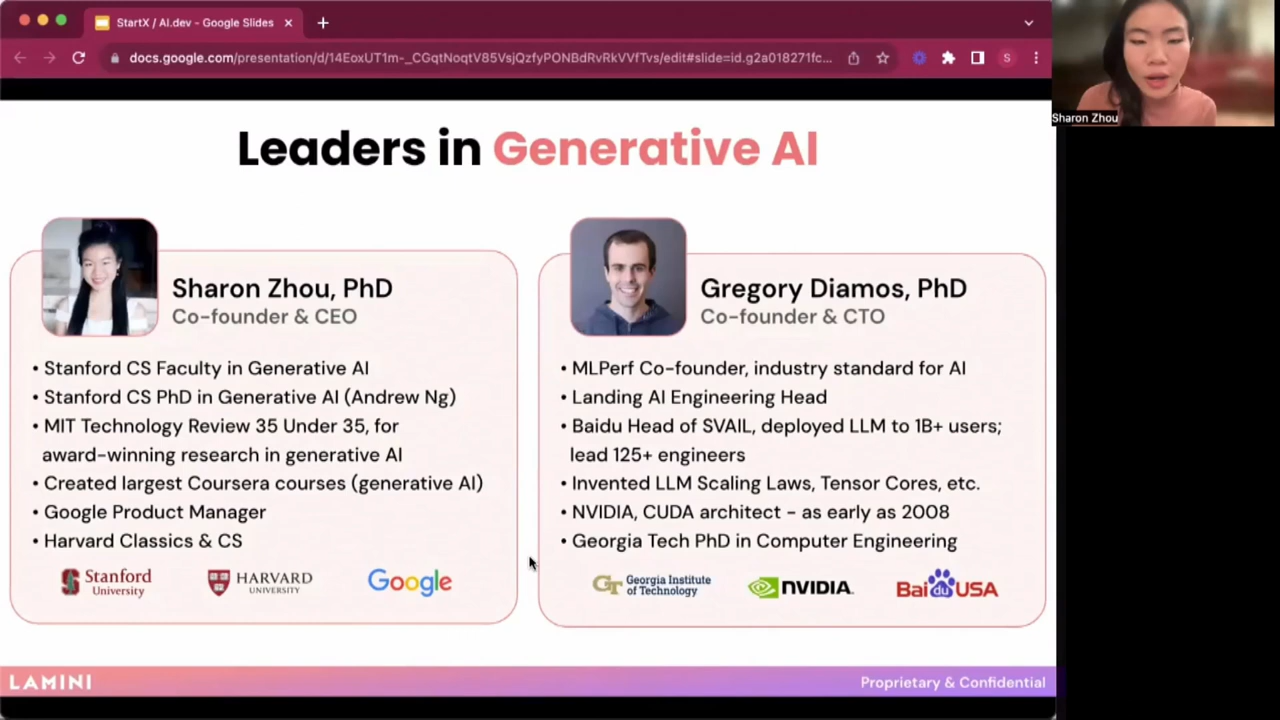 StartX / AI.dev - Google Slides
docs.google.com/presentation/d/14EoxUT1m-_CGqtNoqtV85VsjQzfyPONBdRvRkVVfTvs/edit#slide=id.g2a018271fc...
S
Sharon Zhou
Leaders in Generative AI
Sharon Zhou, PhD
Co-founder & CEO
• Stanford CS Faculty in Generative AI
• Stanford CS PhD in Generative AI (Andrew Ng)
• MIT Technology Review 35 Under 35, for
award-winning research in generative AI
• Created largest Coursera courses (generative AI)
• Google Product Manager
• Harvard Classics & CS
Stanford
University
HARVARD
UNIVERSITY
Google
Gregory Diamos, PhD
Co-founder & CTO
• MLPerf Co-founder, industry standard for AI
• Landing AI Engineering Head
• Baidu Head of SVAIL, deployed LLM to 1B+ users;
lead 125+ engineers
• Invented LLM Scaling Laws, Tensor Cores, etc.
• NVIDIA, CUDA architect - as early as 2008
• Georgia Tech PhD in Computer Engineering
GT Georgia Institute
of Technology
NVIDIA.
Bai du USA
LAMINI
Proprietary & Confidential